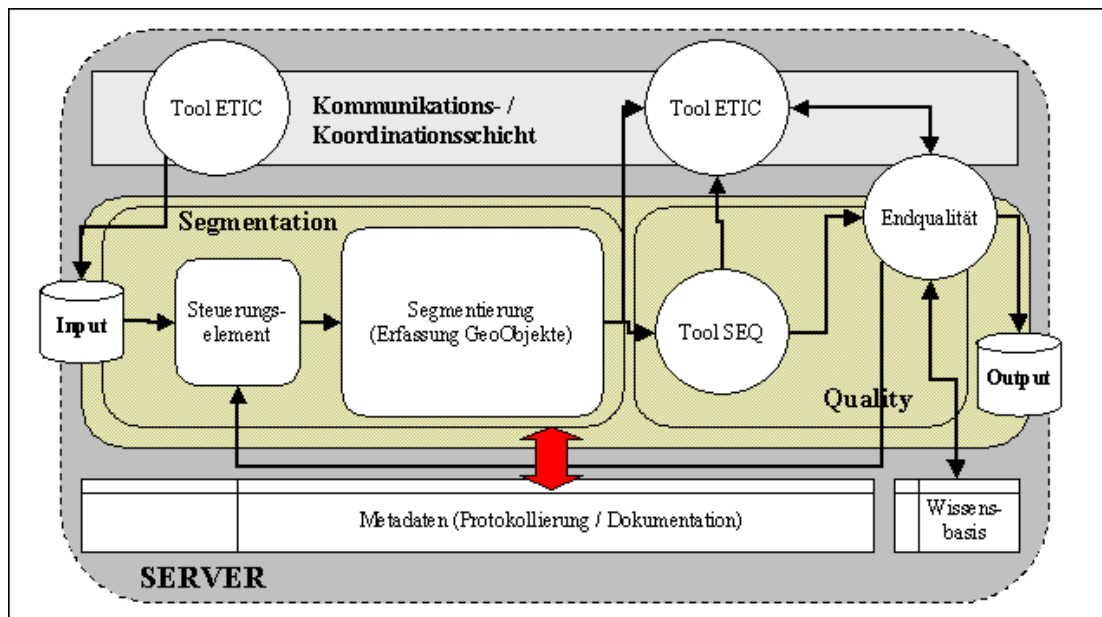 Tool ETIC
Kommunikations- /
Koordinationsschicht
Tool ETIC
Segmentation
Endqualität
Input
Steuerungs-
element
Segmentierung
(Erfassung GeoObjekte)
Tool SEQ
Output
Quality
Metadaten (Protokollierung / Dokumentation)
Wissens-
basis
SERVER